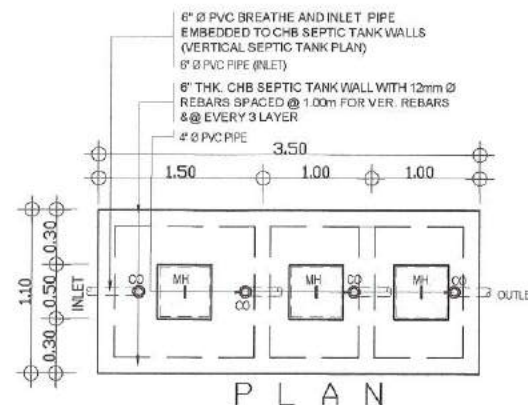 6" Ø PVC BREATHE AND INLET PIPE
EMBEDDED TO CHB SEPTIC TANK WALLS
(VERTICAL SEPTIC TANK PLAN)
6" Ø PVC PIPE (INLET)
6" THK. CHB SEPTIC TANK WALL WITH 12mm Ø
REBARS SPACED @ 1.00m FOR VER. REBARS
&@ EVERY 3 LAYER
4" Ø PVC PIPE
3.50
1.50 1.00 1.00
1.10
0.30
0.50
0.30
INLET
CO MH CO MH CO MH CO
OUTLE
PLAN